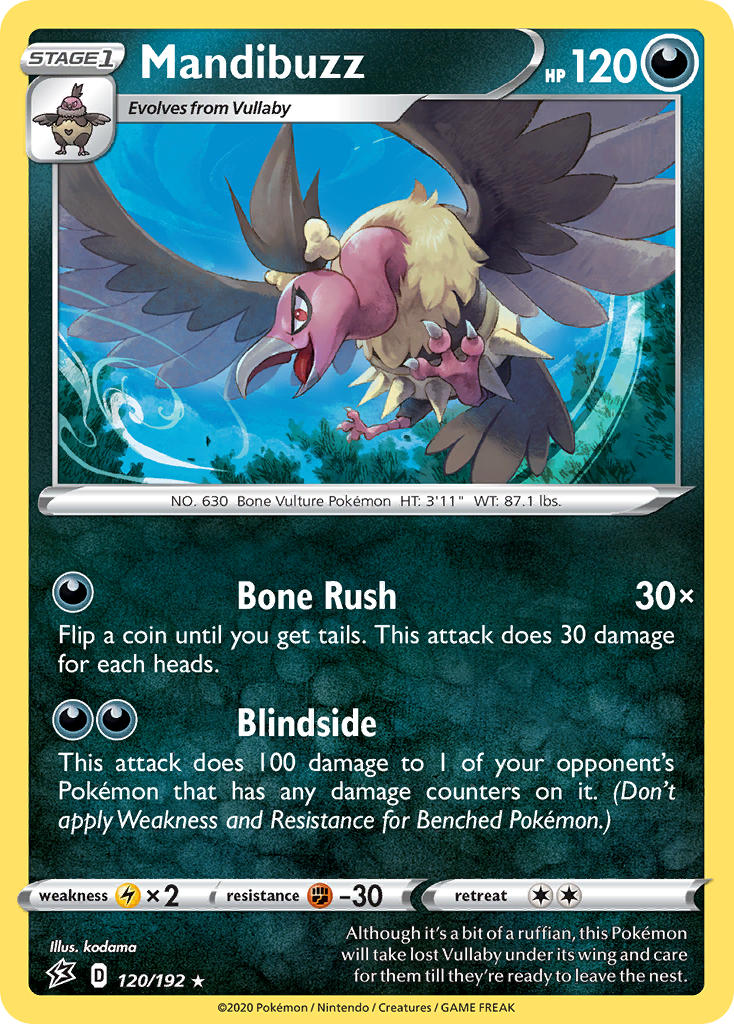 STAGE1
Mandibuzz
HP 120
Evolves from Vullaby
NO. 630 Bone Vulture Pokémon HT: 3'11" WT: 87.1 lbs.
Bone Rush 30×
Flip a coin until you get tails. This attack does 30 damage
for each heads.
Blindside
This attack does 100 damage to 1 of your opponent's
Pokémon that has any damage counters on it. (Don't
apply Weakness and Resistance for Benched Pokémon.)
weakness ×2 resistance -30 retreat
Illus. kodama
Although it's a bit of a ruffian, this Pokémon
will take lost Vullaby under its wing and care
for them till they're ready to leave the nest.
D 120/192 ★
©2020 Pokémon / Nintendo / Creatures / GAME FREAK